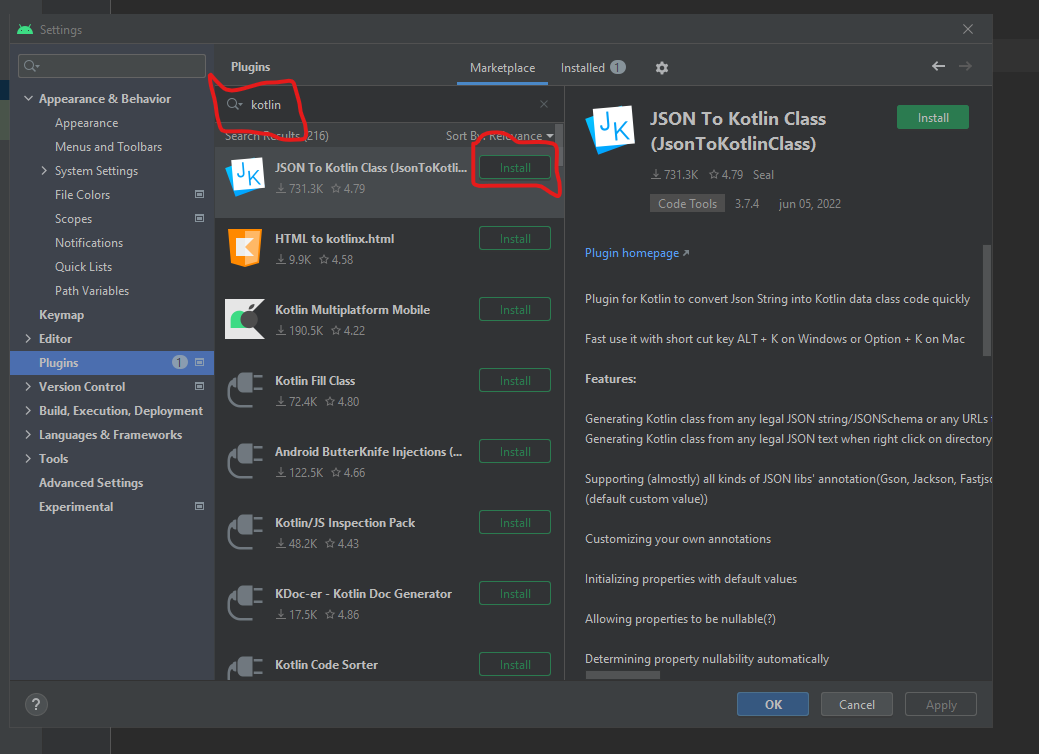 Settings
Plugins
Marketplace
Installed 1
Appearance & Behavior
Appearance
Menus and Toolbars
System Settings
File Colors
Scopes
Notifications
Quick Lists
Path Variables
Keymap
Editor
Plugins 1
Version Control
Build, Execution, Deployment
Languages & Frameworks
Tools
Advanced Settings
Experimental
kotlin
Search Results (216)
Sort By: Relevance
JK
JSON To Kotlin Class (JsonToKotli...
731.3K 4.79
Install
HTML to kotlinx.html
9.9K 4.58
Install
Kotlin Multiplatform Mobile
190.5K 4.22
Install
Kotlin Fill Class
72.4K 4.80
Install
Android ButterKnife Injections (...
122.5K 4.66
Install
Kotlin/JS Inspection Pack
48.2K 4.43
Install
KDoc-er - Kotlin Doc Generator
17.5K 4.86
Install
Kotlin Code Sorter
Install
JK
JSON To Kotlin Class
(JsonToKotlinClass)
Install
731.3K 4.79 Seal
Code Tools 3.7.4 jun 05, 2022
Plugin homepage ↗
Plugin for Kotlin to convert Json String into Kotlin data class code quickly
Fast use it with short cut key ALT + K on Windows or Option + K on Mac
Features:
Generating Kotlin class from any legal JSON string/JSONSchema or any URLs
Generating Kotlin class from any legal JSON text when right click on directory
Supporting (almostly) all kinds of JSON libs' annotation(Gson, Jackson, Fastjso
(default custom value))
Customizing your own annotations
Initializing properties with default values
Allowing properties to be nullable(?)
Determining property nullability automatically
?
OK
Cancel
Apply